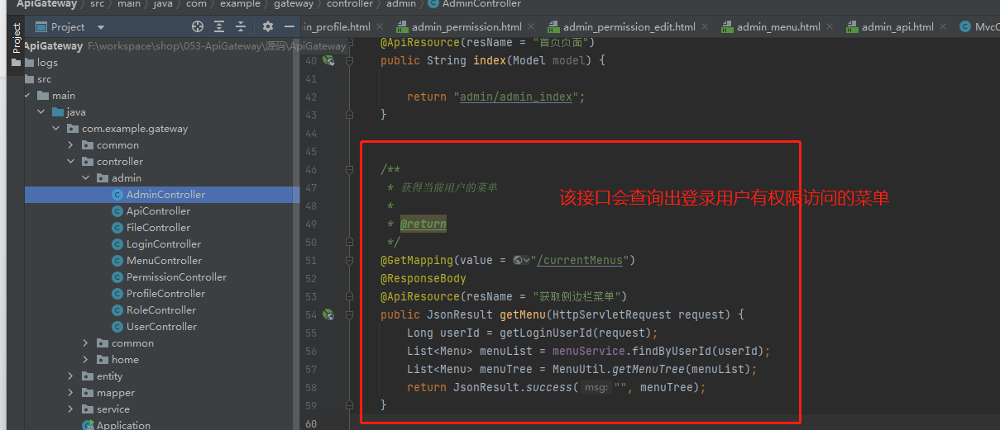 ApiGateway > src > main > java > com > example > gateway > controller > admin > AdminController
Project
Project
in_profile.html
admin_permission.html
admin_permission_edit.html
admin_menu.html
admin_api.html
ApiGateway F:\workspace\shop\053-ApiGateway\源码\ApiGateway
logs
src
main
java
com.example.gateway
common
controller
admin
AdminController
ApiController
FileController
LoginController
MenuController
PermissionController
ProfileController
RoleController
UserController
common
home
entity
mapper
service
Application
@ApiResource(resName = "首页页面")
40 public String index(Model model) {
41
42 return "admin/admin_index";
43 }
44
45
46 /**
47 * 获得当前用户的菜单
48 *
49 * @return
50 */
51 @GetMapping(value = "/currentMenus")
52 @ResponseBody
53 @ApiResource(resName = "获取侧边栏菜单")
54 public JsonResult getMenu(HttpServletRequest request) {
55 Long userId = getLoginUserId(request);
56 List<Menu> menuList = menuService.findByUserId(userId);
57 List<Menu> menuTree = MenuUtil.getMenuTree(menuList);
58 return JsonResult.success( msg: "", menuTree);
59 }
60
该接口会查询出登录用户有权限访问的菜单